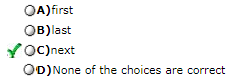 A)first
B)last
C)next
D)None of the choices are correct